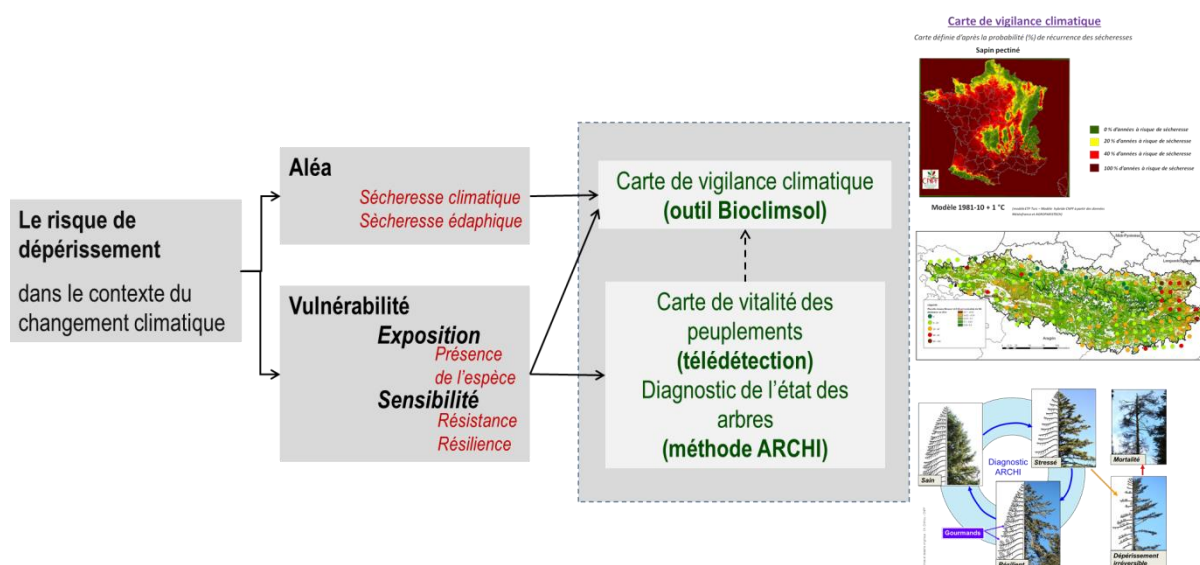 Le risque de
dépérissement
dans le contexte du
changement climatique
Aléa
Sécheresse climatique
Sècheresse édaphique
Vulnérabilité
Exposition
Présence
de l'espèce
Sensibilité
Résistance
Résilience
Carte de vigilance climatique
(outil Bioclimsol)
Carte de vitalité des
peuplements
(télédétection)
Diagnostic de l'état des
arbres
(méthode ARCHI)
Carte de vigilance climatique
Carte définie d'après la probabilité (%) de récurrence des sécheresses
Sapin pectiné
0 % d'années à risque de sécheresse
20 % d'années à risque de sécheresse
40 % d'années à risque de sécheresse
100 % d'années à risque de sécheresse
Modèle 1981-10 + 1 °C
Aragón
Sain
Diagnostic
ARCHI
Stressé
Mortalité
Gourmands
Résilient
Dépérissement
irréversible